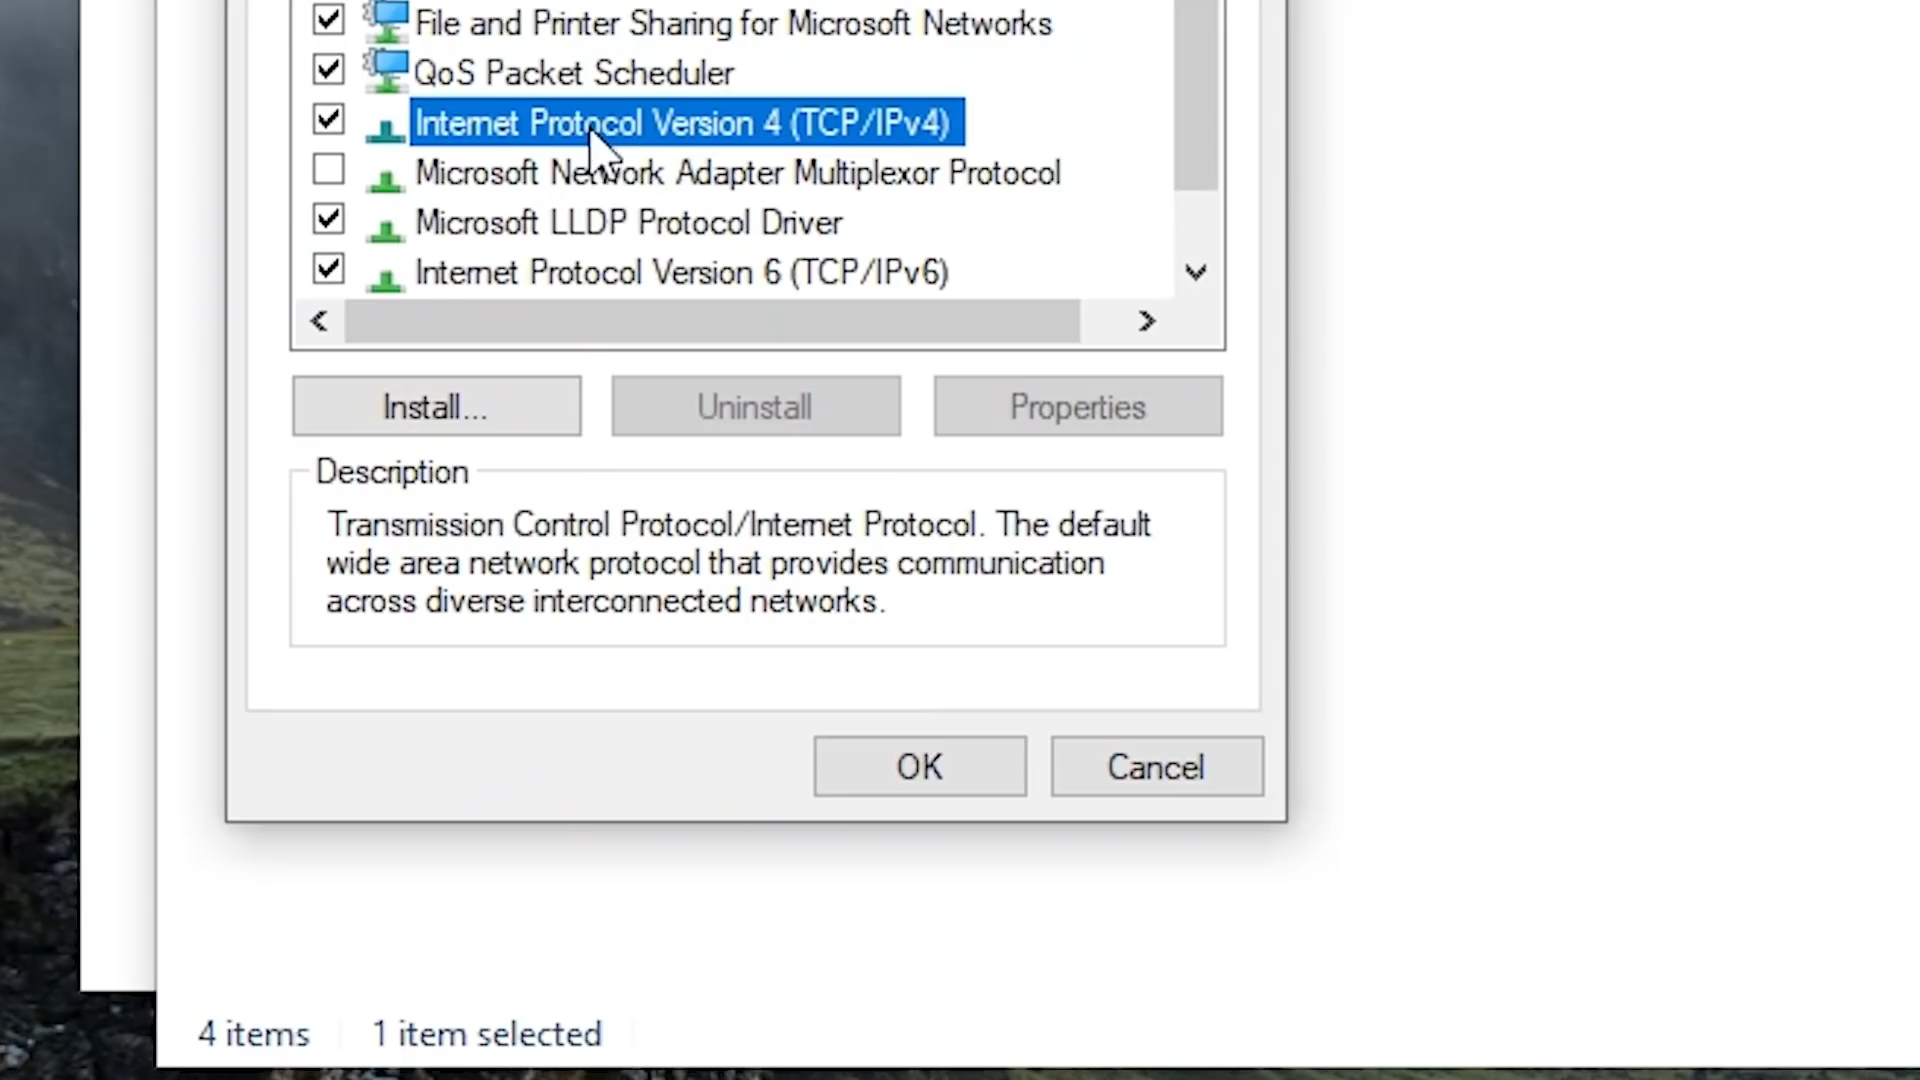 File and Printer Sharing for Microsoft Networks
QoS Packet Scheduler
Internet Protocol Version 4 (TCP/IPv4)
Microsoft Network Adapter Multiplexor Protocol
Microsoft LLDP Protocol Driver
Internet Protocol Version 6 (TCP/IPv6)
Install...
Uninstall
Properties
Description
Transmission Control Protocol/Internet Protocol. The default
wide area network protocol that provides communication
across diverse interconnected networks.
OK
Cancel
4 items
1 item selected